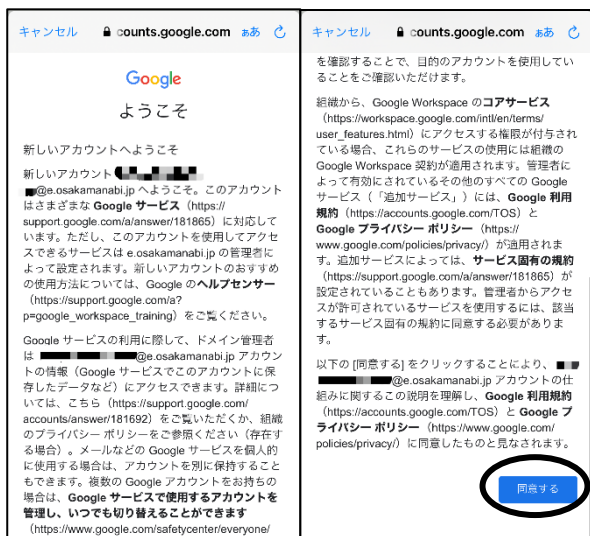 キャンセル counts.google.com ぁあ
Google
ようこそ
新しいアカウントへようこそ
新しいアカウント
@e.osakamanabi.jp へようこそ。このアカウント
はさまざまな Google サービス（https://
support.google.com/a/answer/181865）に対応して
います。ただし、このアカウントを使用してアクセ
スできるサービスは e.osakamanabi.jp の管理者に
よって設定されます。新しいアカウントのおすすめ
の使用方法については、Google のヘルプセンター
（https://support.google.com/a?
p=google_workspace_training）をご覧ください。
Google サービスの利用に際して、ドメイン管理者
は @e.osakamanabi.jp アカウン
トの情報（Google サービスでこのアカウントに保
存したデータなど）にアクセスできます。詳細につ
いては、こちら（https://support.google.com/
accounts/answer/181692）をご覧いただくか、組織
のプライバシー ポリシーをご参照ください（存在す
る場合）。メールなどの Google サービスを個人的
に使用する場合は、アカウントを別に保持すること
もできます。複数の Google アカウントをお持ちの
場合は、Google サービスで使用するアカウントを
管理し、いつでも切り替えることができます
（https://www.google.com/safetycenter/everyone/
キャンセル counts.google.com ぁあ
を確認することで、目的のアカウントを使用してい
ることをご確認いただけます。
組織から、Google Workspace のコアサービス
（https://workspace.google.com/intl/en/terms/
user_features.html）にアクセスする権限が付与され
ている場合、これらのサービスの使用には組織の
Google Workspace 契約が適用されます。管理者に
よって有効にされているその他のすべての Google
サービス（「追加サービス」）には、Google 利用
規約（https://accounts.google.com/TOS）と
Google プライバシー ポリシー（https://
www.google.com/policies/privacy/）が適用されま
す。追加サービスによっては、サービス固有の規約
（https://support.google.com/a/answer/181865）が
設定されていることもあります。管理者からアクセ
スが許可されているサービスを使用するには、該当
するサービス固有の規約に同意する必要がありま
す。
以下の [同意する] をクリックすることにより、
@e.osakamanabi.jp アカウントの仕
組みに関するこの説明を理解し、Google 利用規約
（https://accounts.google.com/TOS）と Google プ
ライバシー ポリシー（https://www.google.com/
policies/privacy/）に同意したものと見なされます。
同意する